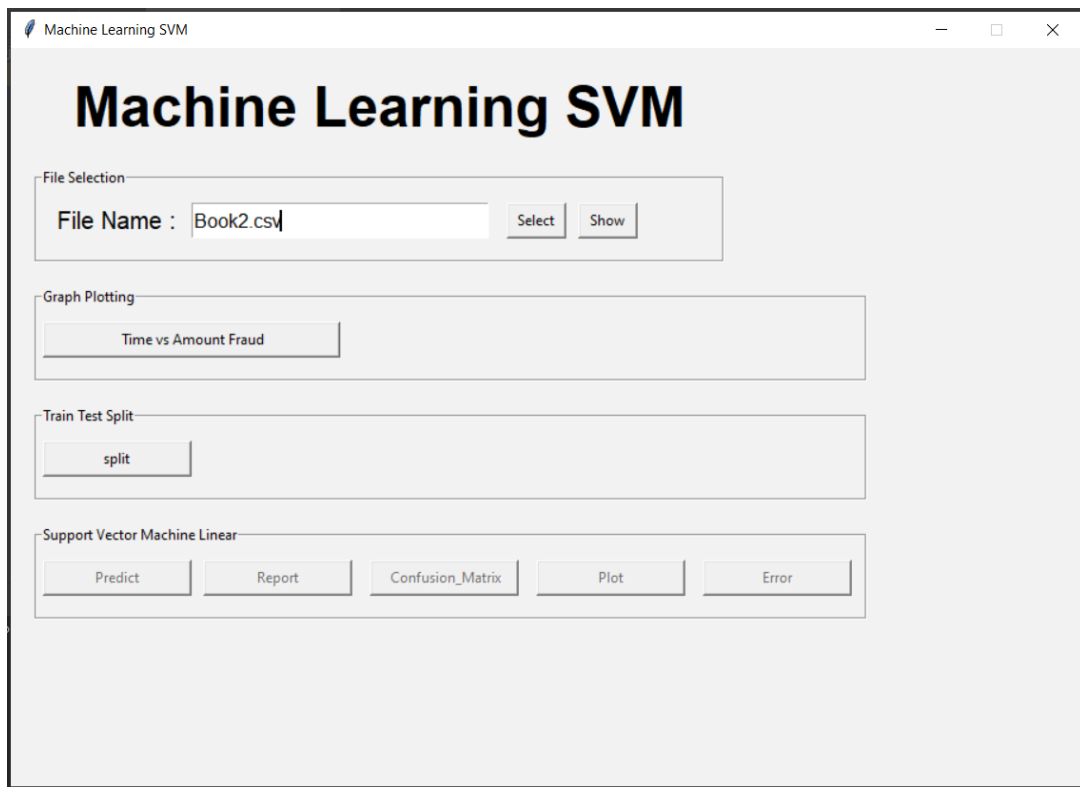 Machine Learning SVM
Machine Learning SVM
File Selection
File Name : Book2.csv Select Show
Graph Plotting
Time vs Amount Fraud
Train Test Split
split
Support Vector Machine Linear
Predict Report Confusion_Matrix Plot Error